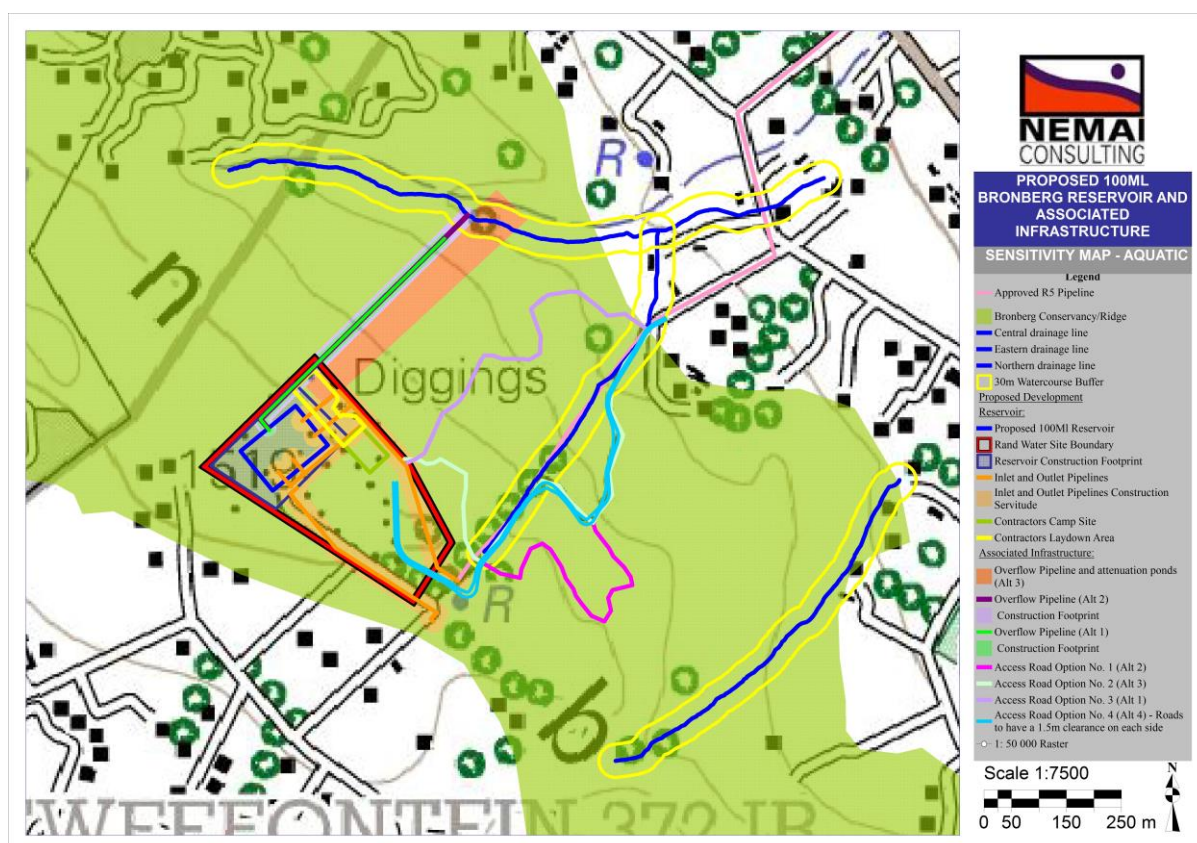 R
n
Diggings
1519
R
b
NEMAI
CONSULTING
PROPOSED 100ML
BRONBERG RESERVOIR AND
ASSOCIATED
INFRASTRUCTURE
SENSITIVITY MAP - AQUATIC
Legend
Approved R5 Pipeline
Bronberg Conservancy/Ridge
Central drainage line
Eastern drainage line
Northern drainage line
30m Watercourse Buffer
Proposed Development
Reservoir:
Proposed 100Ml Reservoir
Rand Water Site Boundary
Reservoir Construction Footprint
Inlet and Outlet Pipelines
Inlet and Outlet Pipelines Construction
Servitude
Contractors Camp Site
Contractors Laydown Area
Associated Infrastructure:
Overflow Pipeline and attenuation ponds
(Alt 3)
Overflow Pipeline (Alt 2)
Construction Footprint
Overflow Pipeline (Alt 1)
Construction Footprint
Access Road Option No. 1 (Alt 2)
Access Road Option No. 2 (Alt 3)
Access Road Option No. 3 (Alt 1)
Access Road Option No. 4 (Alt 4) - Roads
to have a 1.5m clearance on each side
1: 50 000 Raster
Scale 1:7500
N
0 50 150 250 m